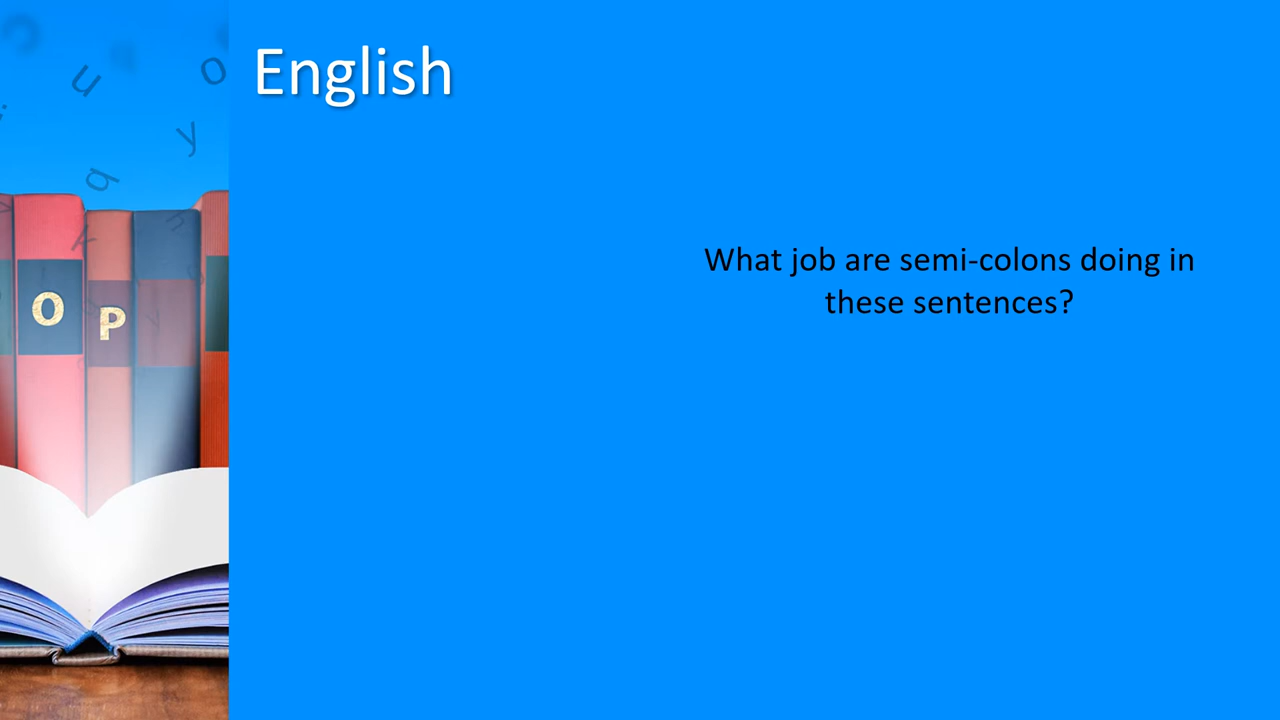 English
What job are semi-colons doing in
these sentences?
u
o
y
q
k
h
O
P